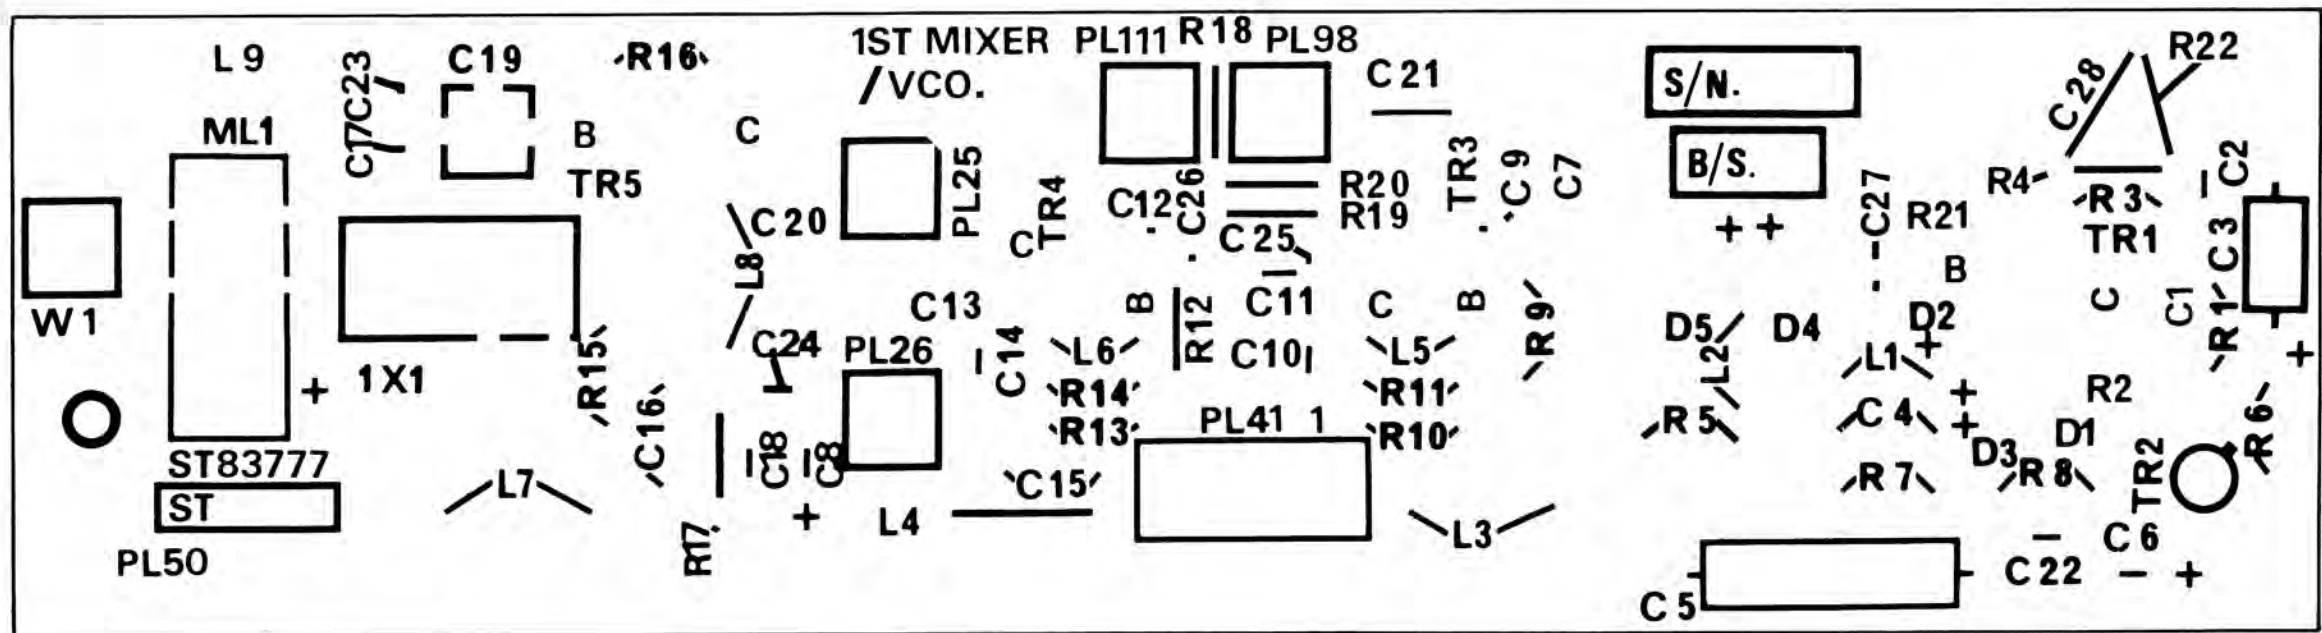 L9
C23
C19
-R16-
1ST MIXER
/VCO.
PL111
R18
PL98
C21
S/N.
C28
R22
ML1
C17
B
C
TR5
PL25
TR4
C
C12
C26
R20
R19
C25
TR3
C9
C7
B/S.
++
C27
R21
R4-
R3
TR1
C2
C3
W1
C20
L8
C24
C13
PL26
C14
B
R12
C11
C10
C
B
R9
L6
L5
R14
R11
R13
R10
D5
L2
D4
B
D2
+
L1
C
C1
R1
+
+
1X1
R15
C16
C18
C8
PL41 1
R5
C4
+
+
R2
D1
D3
R6
ST83777
ST
PL50
L7
R17
+
L4
C15
L3
R7
R8
TR2
C5
C22
C6
- +